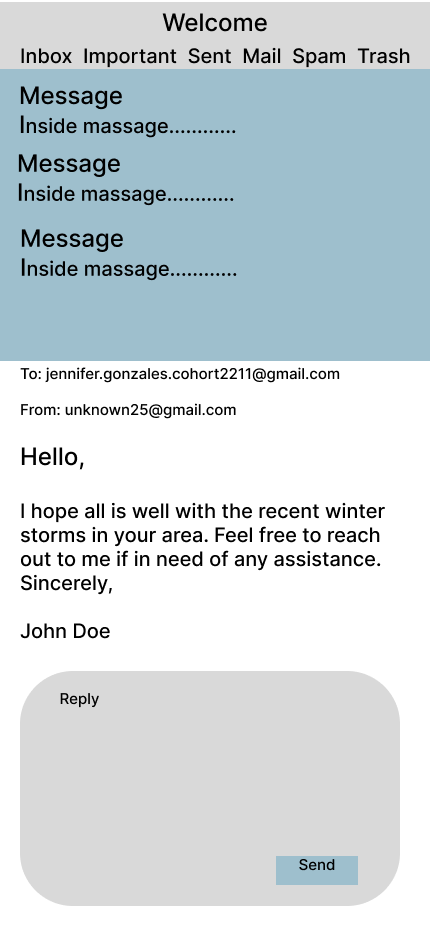 Welcome
Inbox Important Sent Mail Spam Trash
Message
Inside massage............
Message
Inside massage............
Message
Inside massage............
To: jennifer.gonzales.cohort2211@gmail.com
From: unknown25@gmail.com
Hello,
I hope all is well with the recent winter
storms in your area. Feel free to reach
out to me if in need of any assistance.
Sincerely,
John Doe
Reply
Send